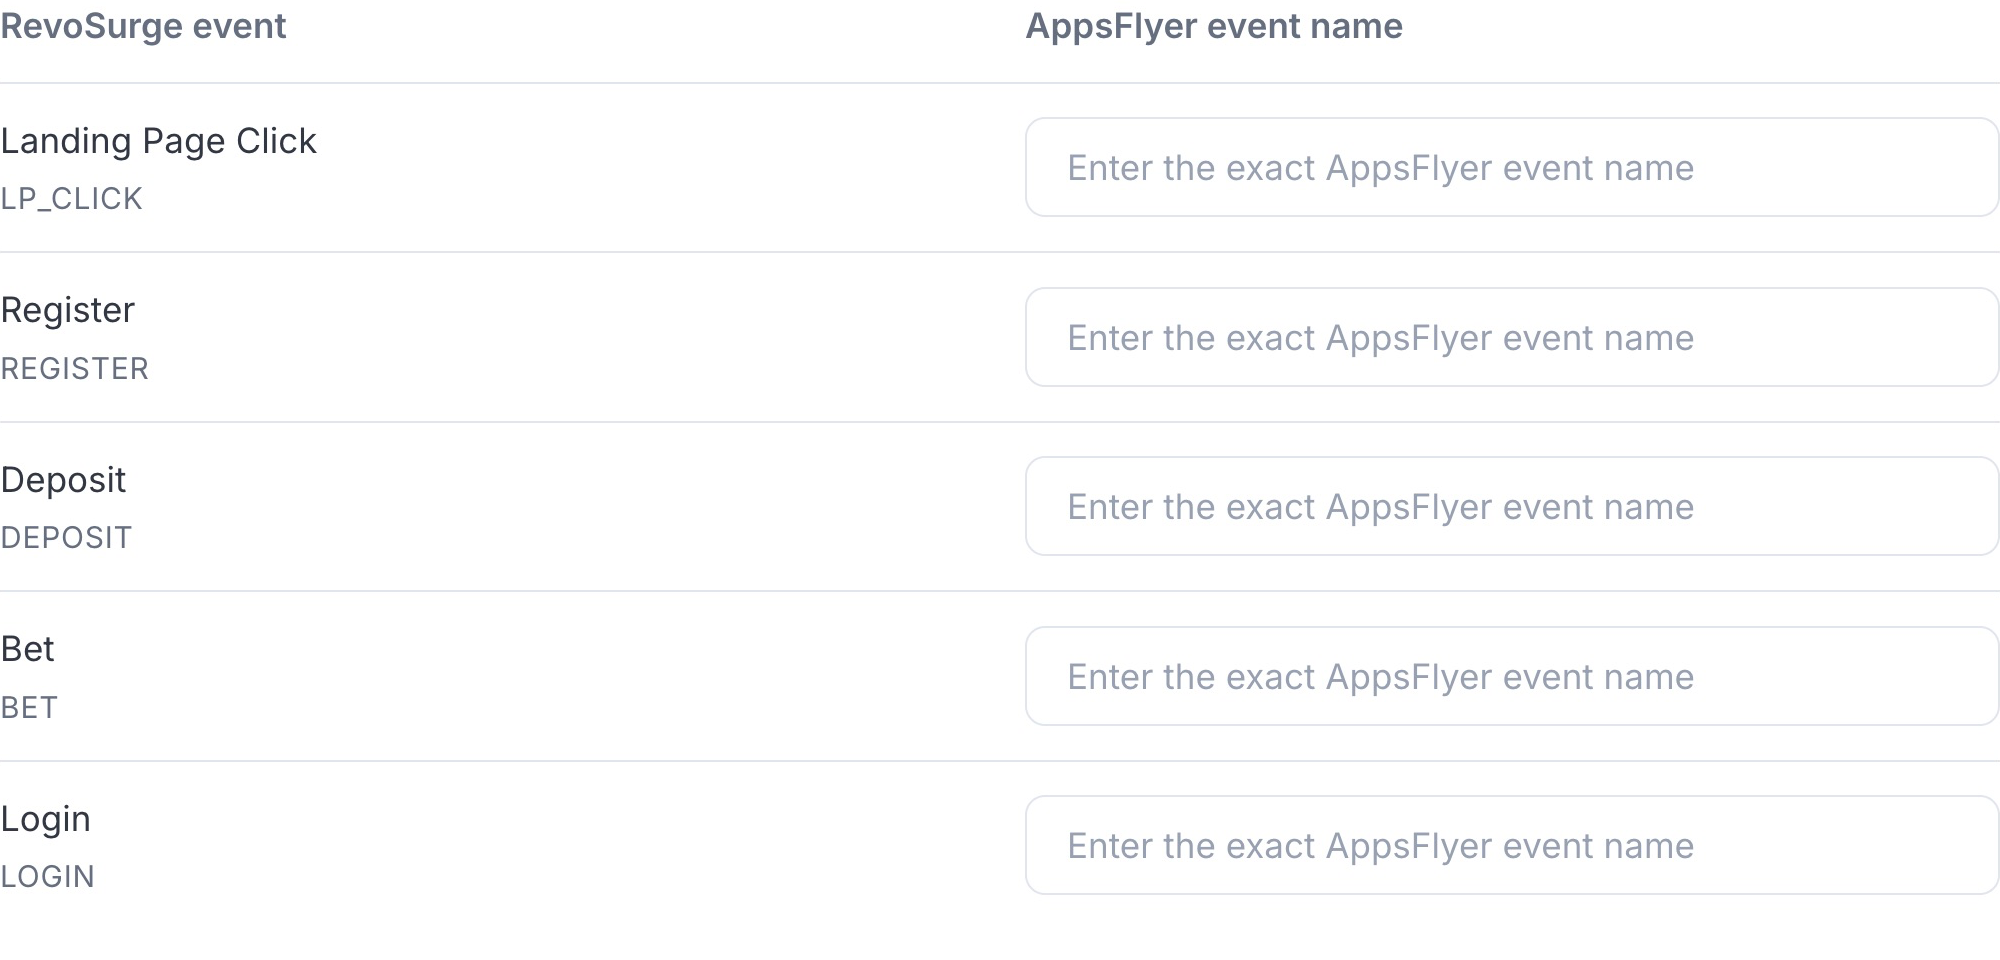 RevoSurge event
AppsFlyer event name
Landing Page Click
LP_CLICK
Enter the exact AppsFlyer event name
Register
REGISTER
Enter the exact AppsFlyer event name
Deposit
DEPOSIT
Enter the exact AppsFlyer event name
Bet
BET
Enter the exact AppsFlyer event name
Login
LOGIN
Enter the exact AppsFlyer event name